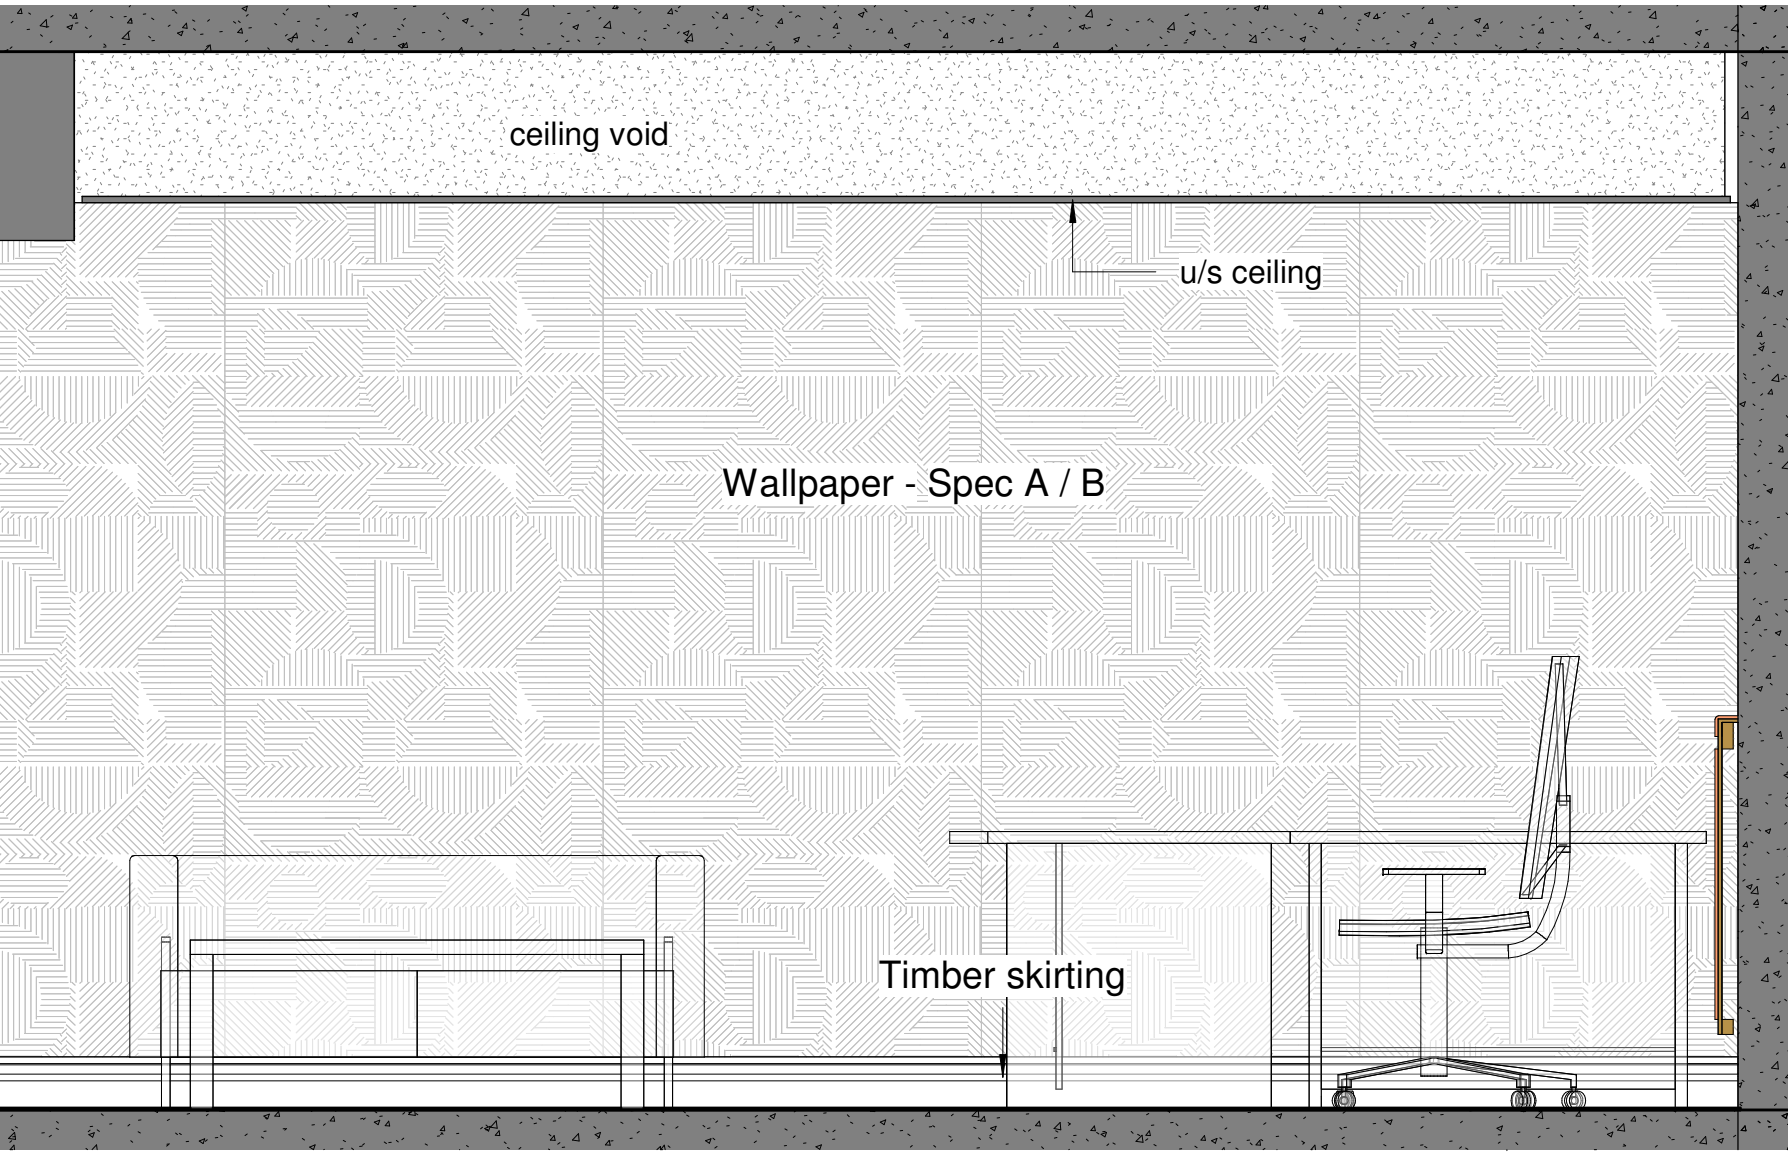 ceiling void
u/s ceiling
Wallpaper - Spec A / B
Timber skirting